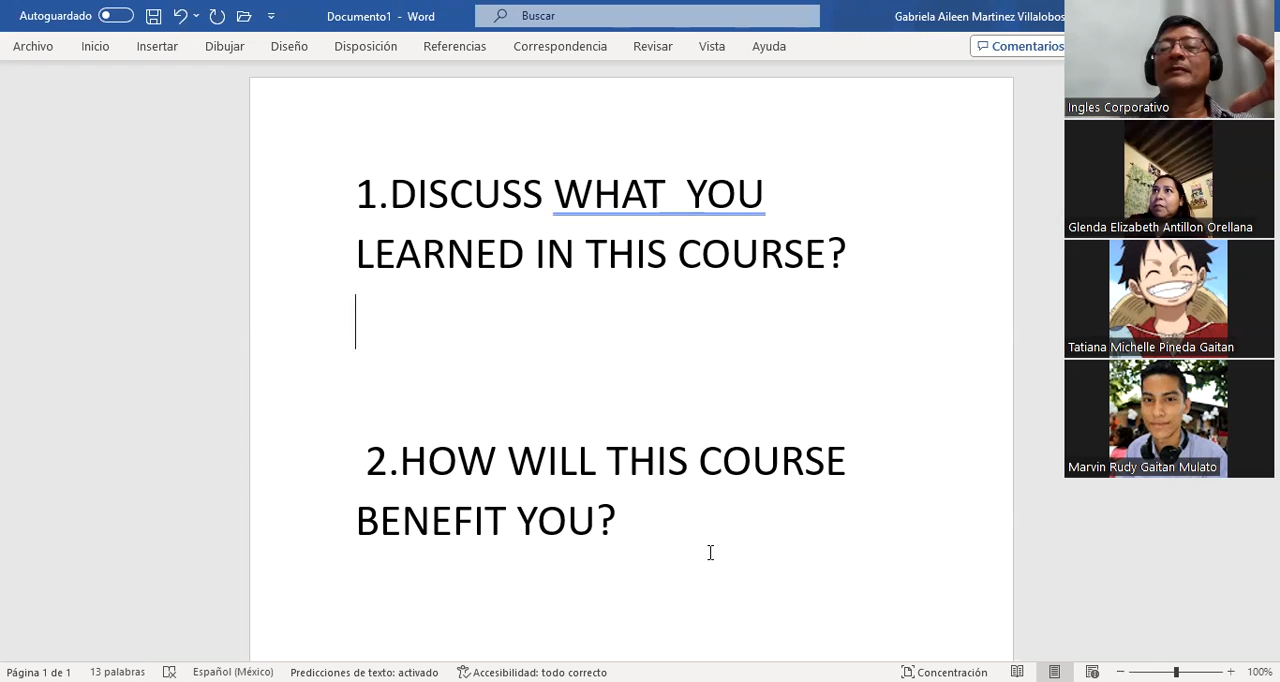 Autoguardado
Documento1 - Word
Buscar
Gabriela Aileen Martinez Villalobos
Archivo Inicio Insertar Dibujar Diseño Disposición Referencias Correspondencia Revisar Vista Ayuda
Comentarios
Ingles Corporativo
Glenda Elizabeth Antillon Orellana
Tatiana Michelle Pineda Gaitan
Marvin Rudy Gaitan Mulato
1.DISCUSS WHAT  YOU
LEARNED IN THIS COURSE?
2.HOW WILL THIS COURSE
BENEFIT YOU?
Página 1 de 1 13 palabras Español (México) Predicciones de texto: activado Accesibilidad: todo correcto Concentración 100%